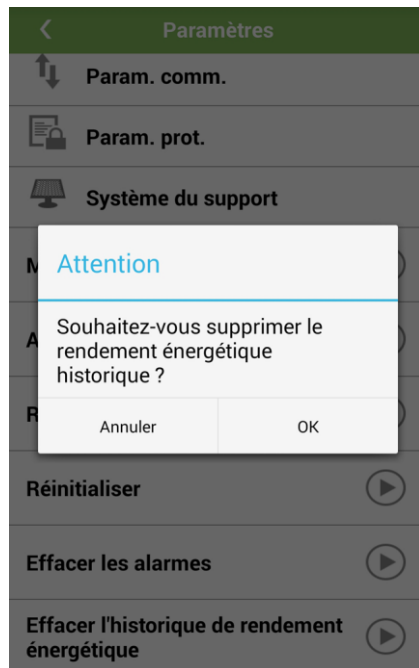 Paramètres
Param. comm.
Param. prot.
Système du support
Attention
Souhaitez-vous supprimer le
rendement énergétique
historique ?
Annuler
OK
Réinitialiser
Effacer les alarmes
Effacer l'historique de rendement
énergétique